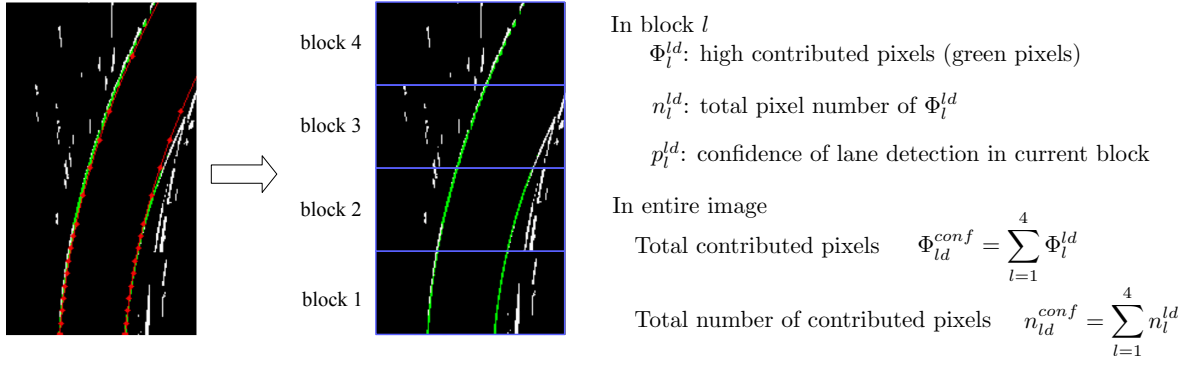 block 4
block 3
block 2
block 1
In block l
Φ_l^{ld}: high contributed pixels (green pixels)
n_l^{ld}: total pixel number of Φ_l^{ld}
p_l^{ld}: confidence of lane detection in current block
In entire image
Total contributed pixels Φ_{ld}^{conf} = ∑_{l=1}^{4} Φ_l^{ld}
Total number of contributed pixels n_{ld}^{conf} = ∑_{l=1}^{4} n_l^{ld}